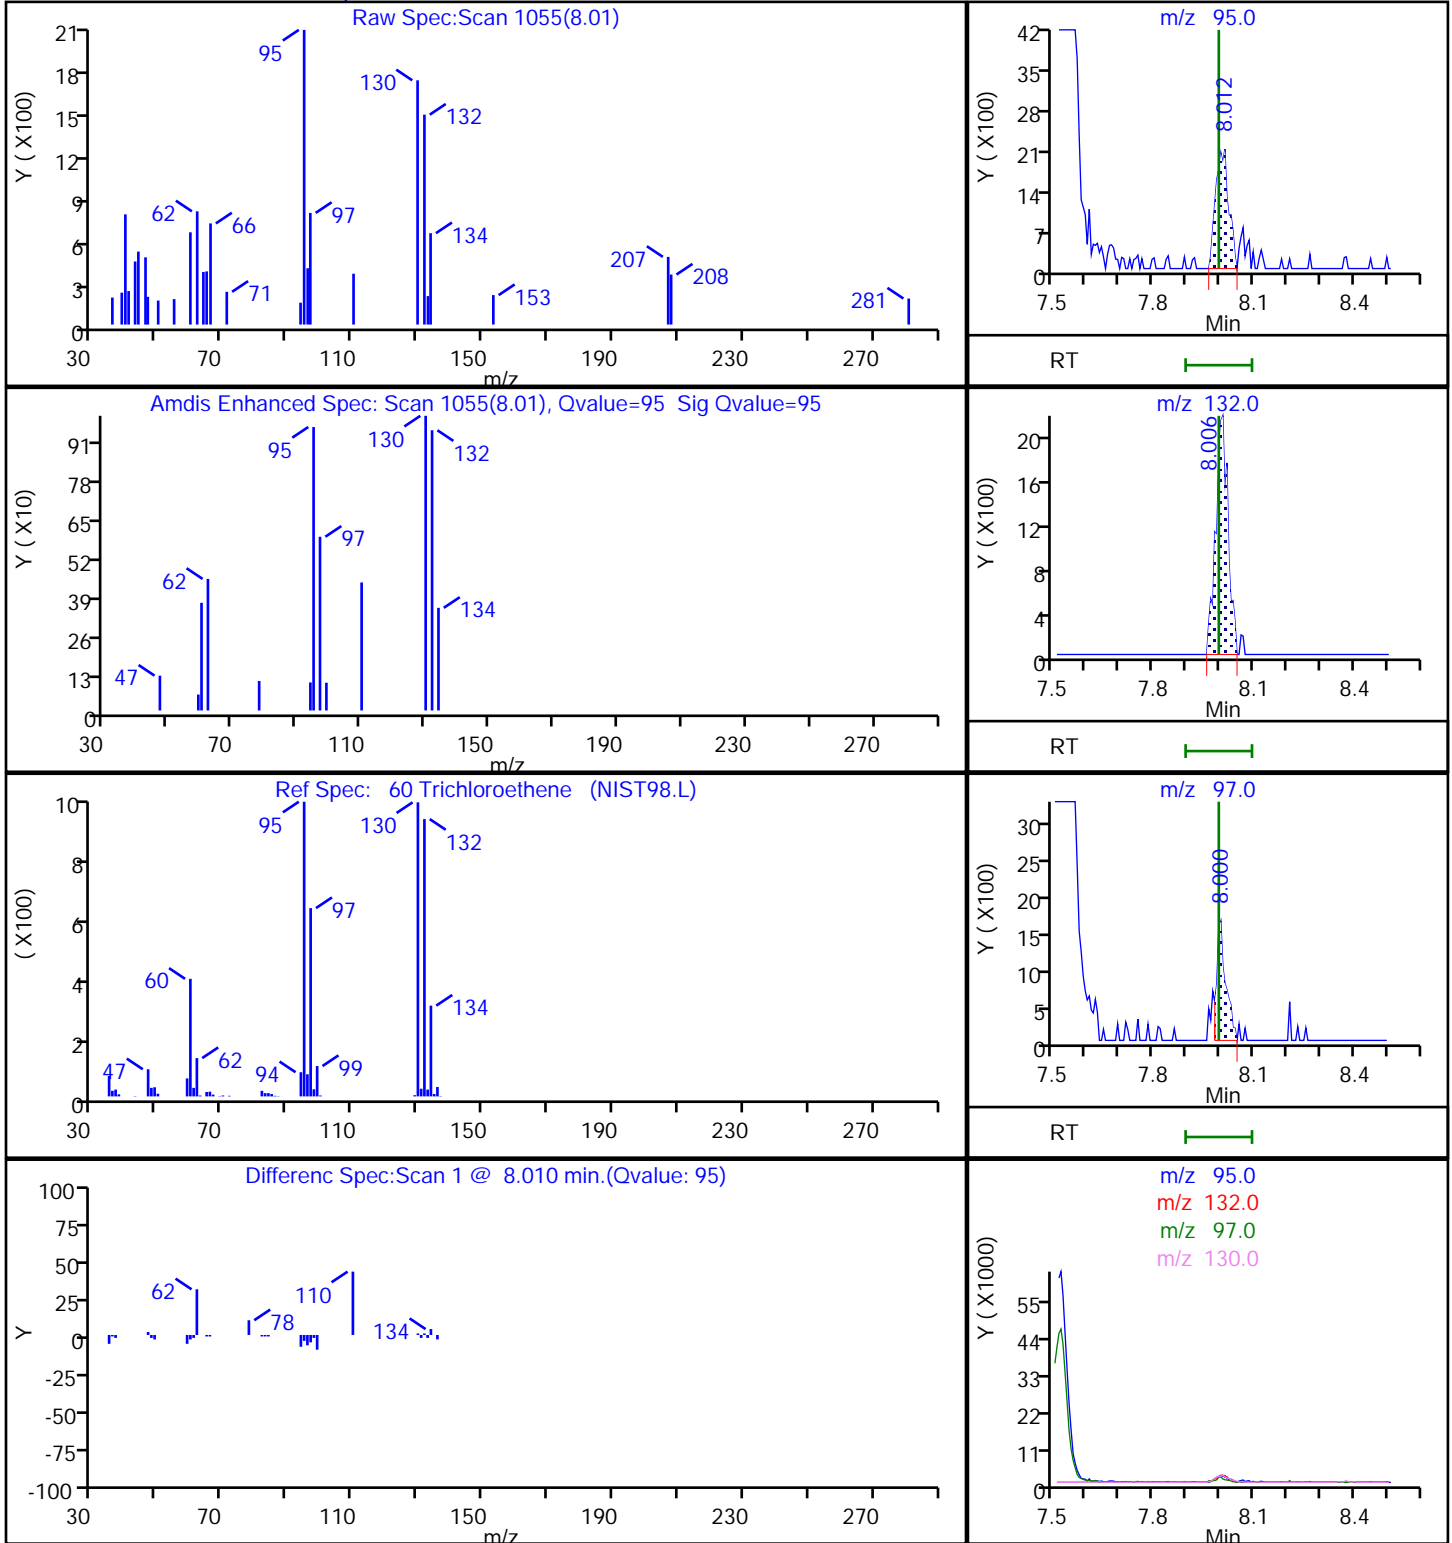 Raw Spec:Scan 1055(8.01)
Y ( X100)
21
18
15
12
9
6
3
0
95
130
132
62
66
97
134
71
153
207
208
281
30 70 110 150 190 230 270
m/z
m/z 95.0
Y ( X100)
42
35
28
21
14
7
0
8.012
7.5 7.8 8.1 8.4
Min
RT
Amdis Enhanced Spec: Scan 1055(8.01), Qvalue=95 Sig Qvalue=95
Y ( X10)
91
78
65
52
39
26
13
0
95
130
132
97
62
134
47
30 70 110 150 190 230 270
m/z
m/z 132.0
Y ( X100)
20
16
12
8
4
0
8.006
7.5 7.8 8.1 8.4
Min
RT
Ref Spec: 60 Trichloroethene (NIST98.L)
( X100)
10
8
6
4
2
0
95
130
132
97
60
134
47
62
94
99
30 70 110 150 190 230 270
m/z 97.0
Y ( X100)
30
25
20
15
10
5
0
8.000
7.5 7.8 8.1 8.4
Min
RT
Differenc Spec:Scan 1 @ 8.010 min.(Qvalue: 95)
Y
100
75
50
25
0
-25
-50
-75
-100
62
110
78
134
30 70 110 150 190 230 270
m/z
m/z 95.0
m/z 132.0
m/z 97.0
m/z 130.0
Y ( X1000)
55
44
33
22
11
0
7.5 7.8 8.1 8.4
Min